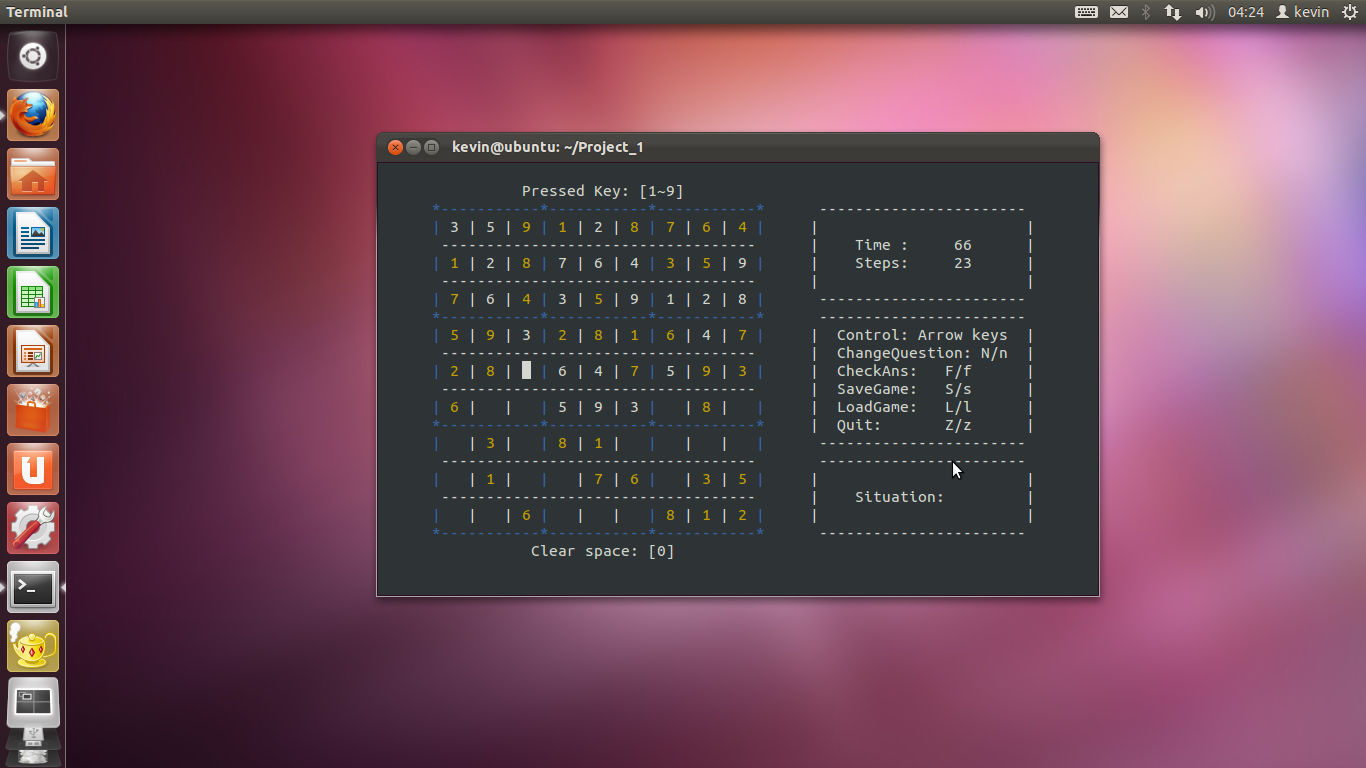 Terminal
04:24 kevin
kevin@ubuntu: ~/Project_1
Pressed Key: [1~9]
*-----------*-----------*-----------*
| 3 | 5 | 9 | 1 | 2 | 8 | 7 | 6 | 4 |
-----------------------------------
| 1 | 2 | 8 | 7 | 6 | 4 | 3 | 5 | 9 |
-----------------------------------
| 7 | 6 | 4 | 3 | 5 | 9 | 1 | 2 | 8 |
*-----------*-----------*-----------*
| 5 | 9 | 3 | 2 | 8 | 1 | 6 | 4 | 7 |
-----------------------------------
| 2 | 8 |   | 6 | 4 | 7 | 5 | 9 | 3 |
-----------------------------------
| 6 |   |   | 5 | 9 | 3 |   | 8 |   |
*-----------*-----------*-----------*
|   | 3 |   | 8 | 1 |   |   |   |   |
-----------------------------------
|   | 1 |   |   | 7 | 6 |   | 3 | 5 |
-----------------------------------
|   |   | 6 |   |   |   | 8 | 1 | 2 |
*-----------*-----------*-----------*
Clear space: [0]
-----------------------
Time : 66
Steps: 23
-----------------------
-----------------------
| Control: Arrow keys |
| ChangeQuestion: N/n |
| CheckAns: F/f |
| SaveGame: S/s |
| LoadGame: L/l |
| Quit: Z/z |
-----------------------
-----------------------
| Situation: |
-----------------------